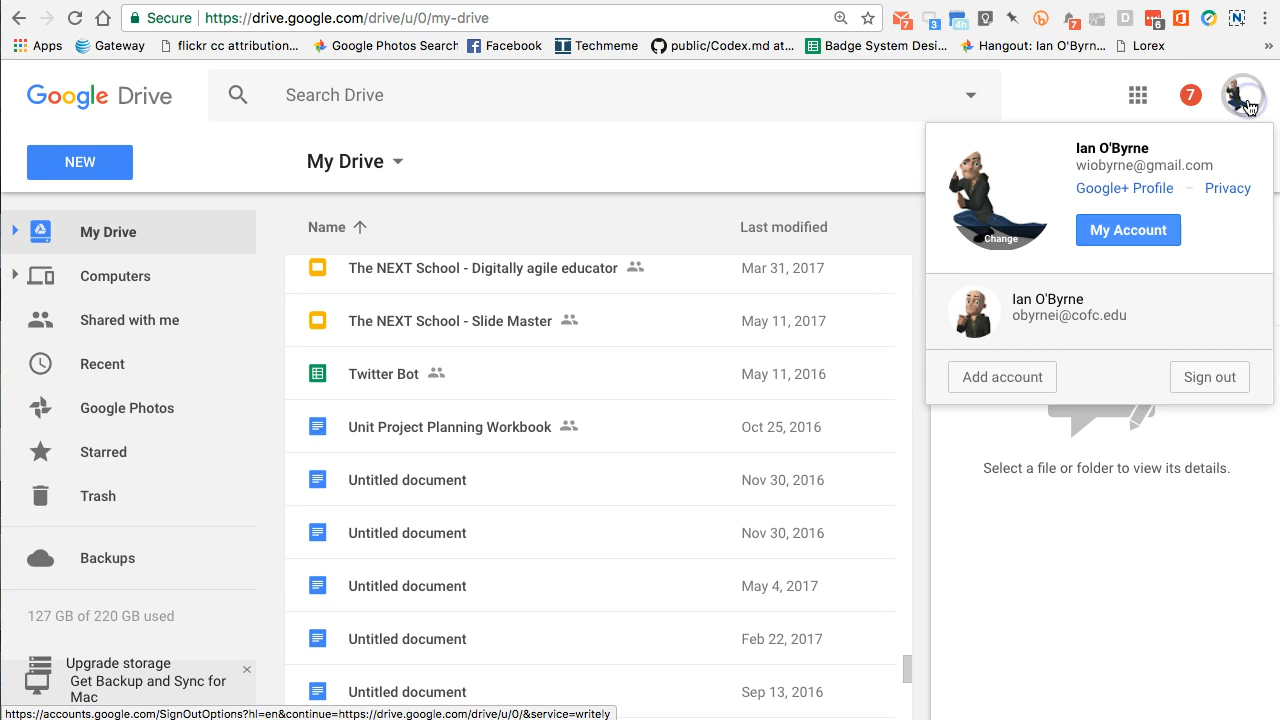 Secure https://drive.google.com/drive/u/0/my-drive
7 3 4h 7 D 6 N
Apps Gateway flickr cc attribution... Google Photos Search Facebook Techmeme public/Codex.md at... Badge System Desi... Hangout: Ian O'Byrn... Lorex »
Google Drive
Search Drive
7
NEW
My Drive
My Drive
Computers
Shared with me
Recent
Google Photos
Starred
Trash
Backups
127 GB of 220 GB used
Upgrade storage
Get Backup and Sync for
Mac
Name Last modified
The NEXT School - Digitally agile educator Mar 31, 2017
The NEXT School - Slide Master May 11, 2017
Twitter Bot May 11, 2016
Unit Project Planning Workbook Oct 25, 2016
Untitled document Nov 30, 2016
Untitled document Nov 30, 2016
Untitled document May 4, 2017
Untitled document Feb 22, 2017
Untitled document Sep 13, 2016
Ian O'Byrne
wiobyrne@gmail.com
Google+ Profile – Privacy
Change
My Account
Ian O'Byrne
obyrnei@cofc.edu
Add account Sign out
Select a file or folder to view its details.
https://accounts.google.com/SignOutOptions?hl=en&continue=https://drive.google.com/drive/u/0/&service=writely